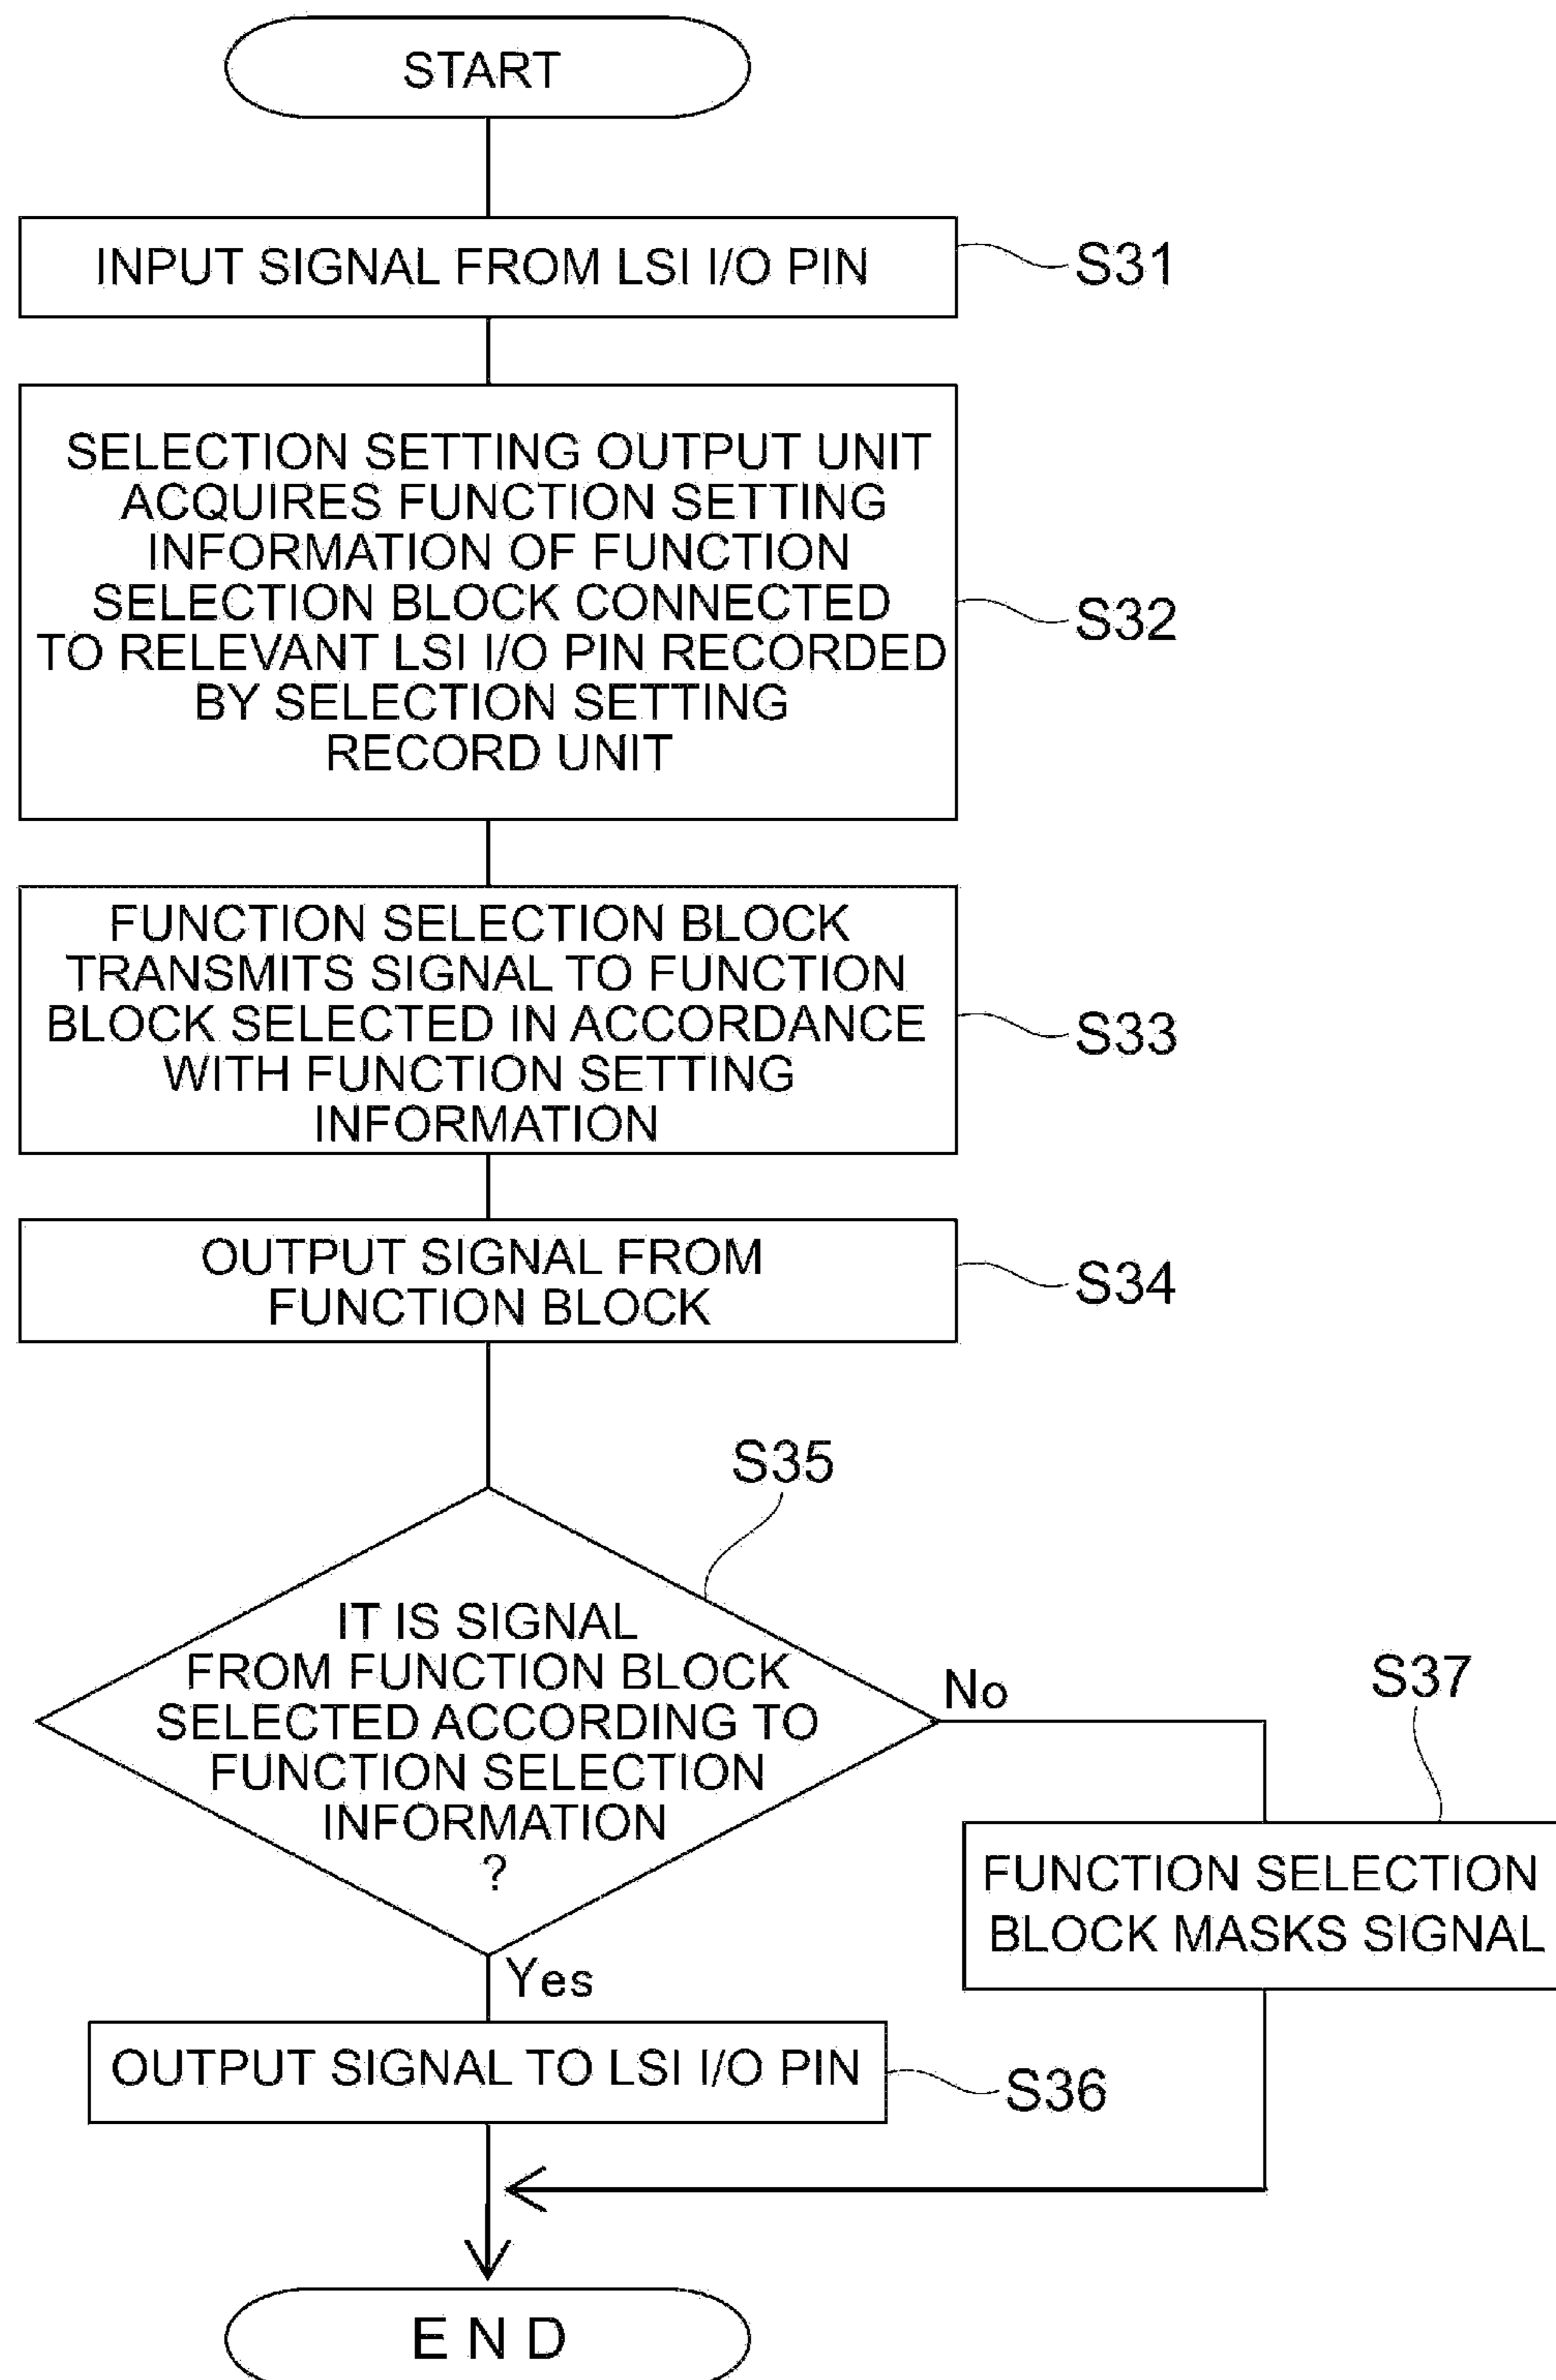 START
INPUT SIGNAL FROM LSI I/O PIN
S31
SELECTION SETTING OUTPUT UNIT
ACQUIRES FUNCTION SETTING
INFORMATION OF FUNCTION
SELECTION BLOCK CONNECTED
TO RELEVANT LSI I/O PIN RECORDED
BY SELECTION SETTING
RECORD UNIT
S32
FUNCTION SELECTION BLOCK
TRANSMITS SIGNAL TO FUNCTION
BLOCK SELECTED IN ACCORDANCE
WITH FUNCTION SETTING
INFORMATION
S33
OUTPUT SIGNAL FROM
FUNCTION BLOCK
S34
S35
IT IS SIGNAL
FROM FUNCTION BLOCK
SELECTED ACCORDING TO
FUNCTION SELECTION
INFORMATION
?
No
S37
FUNCTION SELECTION
BLOCK MASKS SIGNAL
Yes
OUTPUT SIGNAL TO LSI I/O PIN
S36
E N D